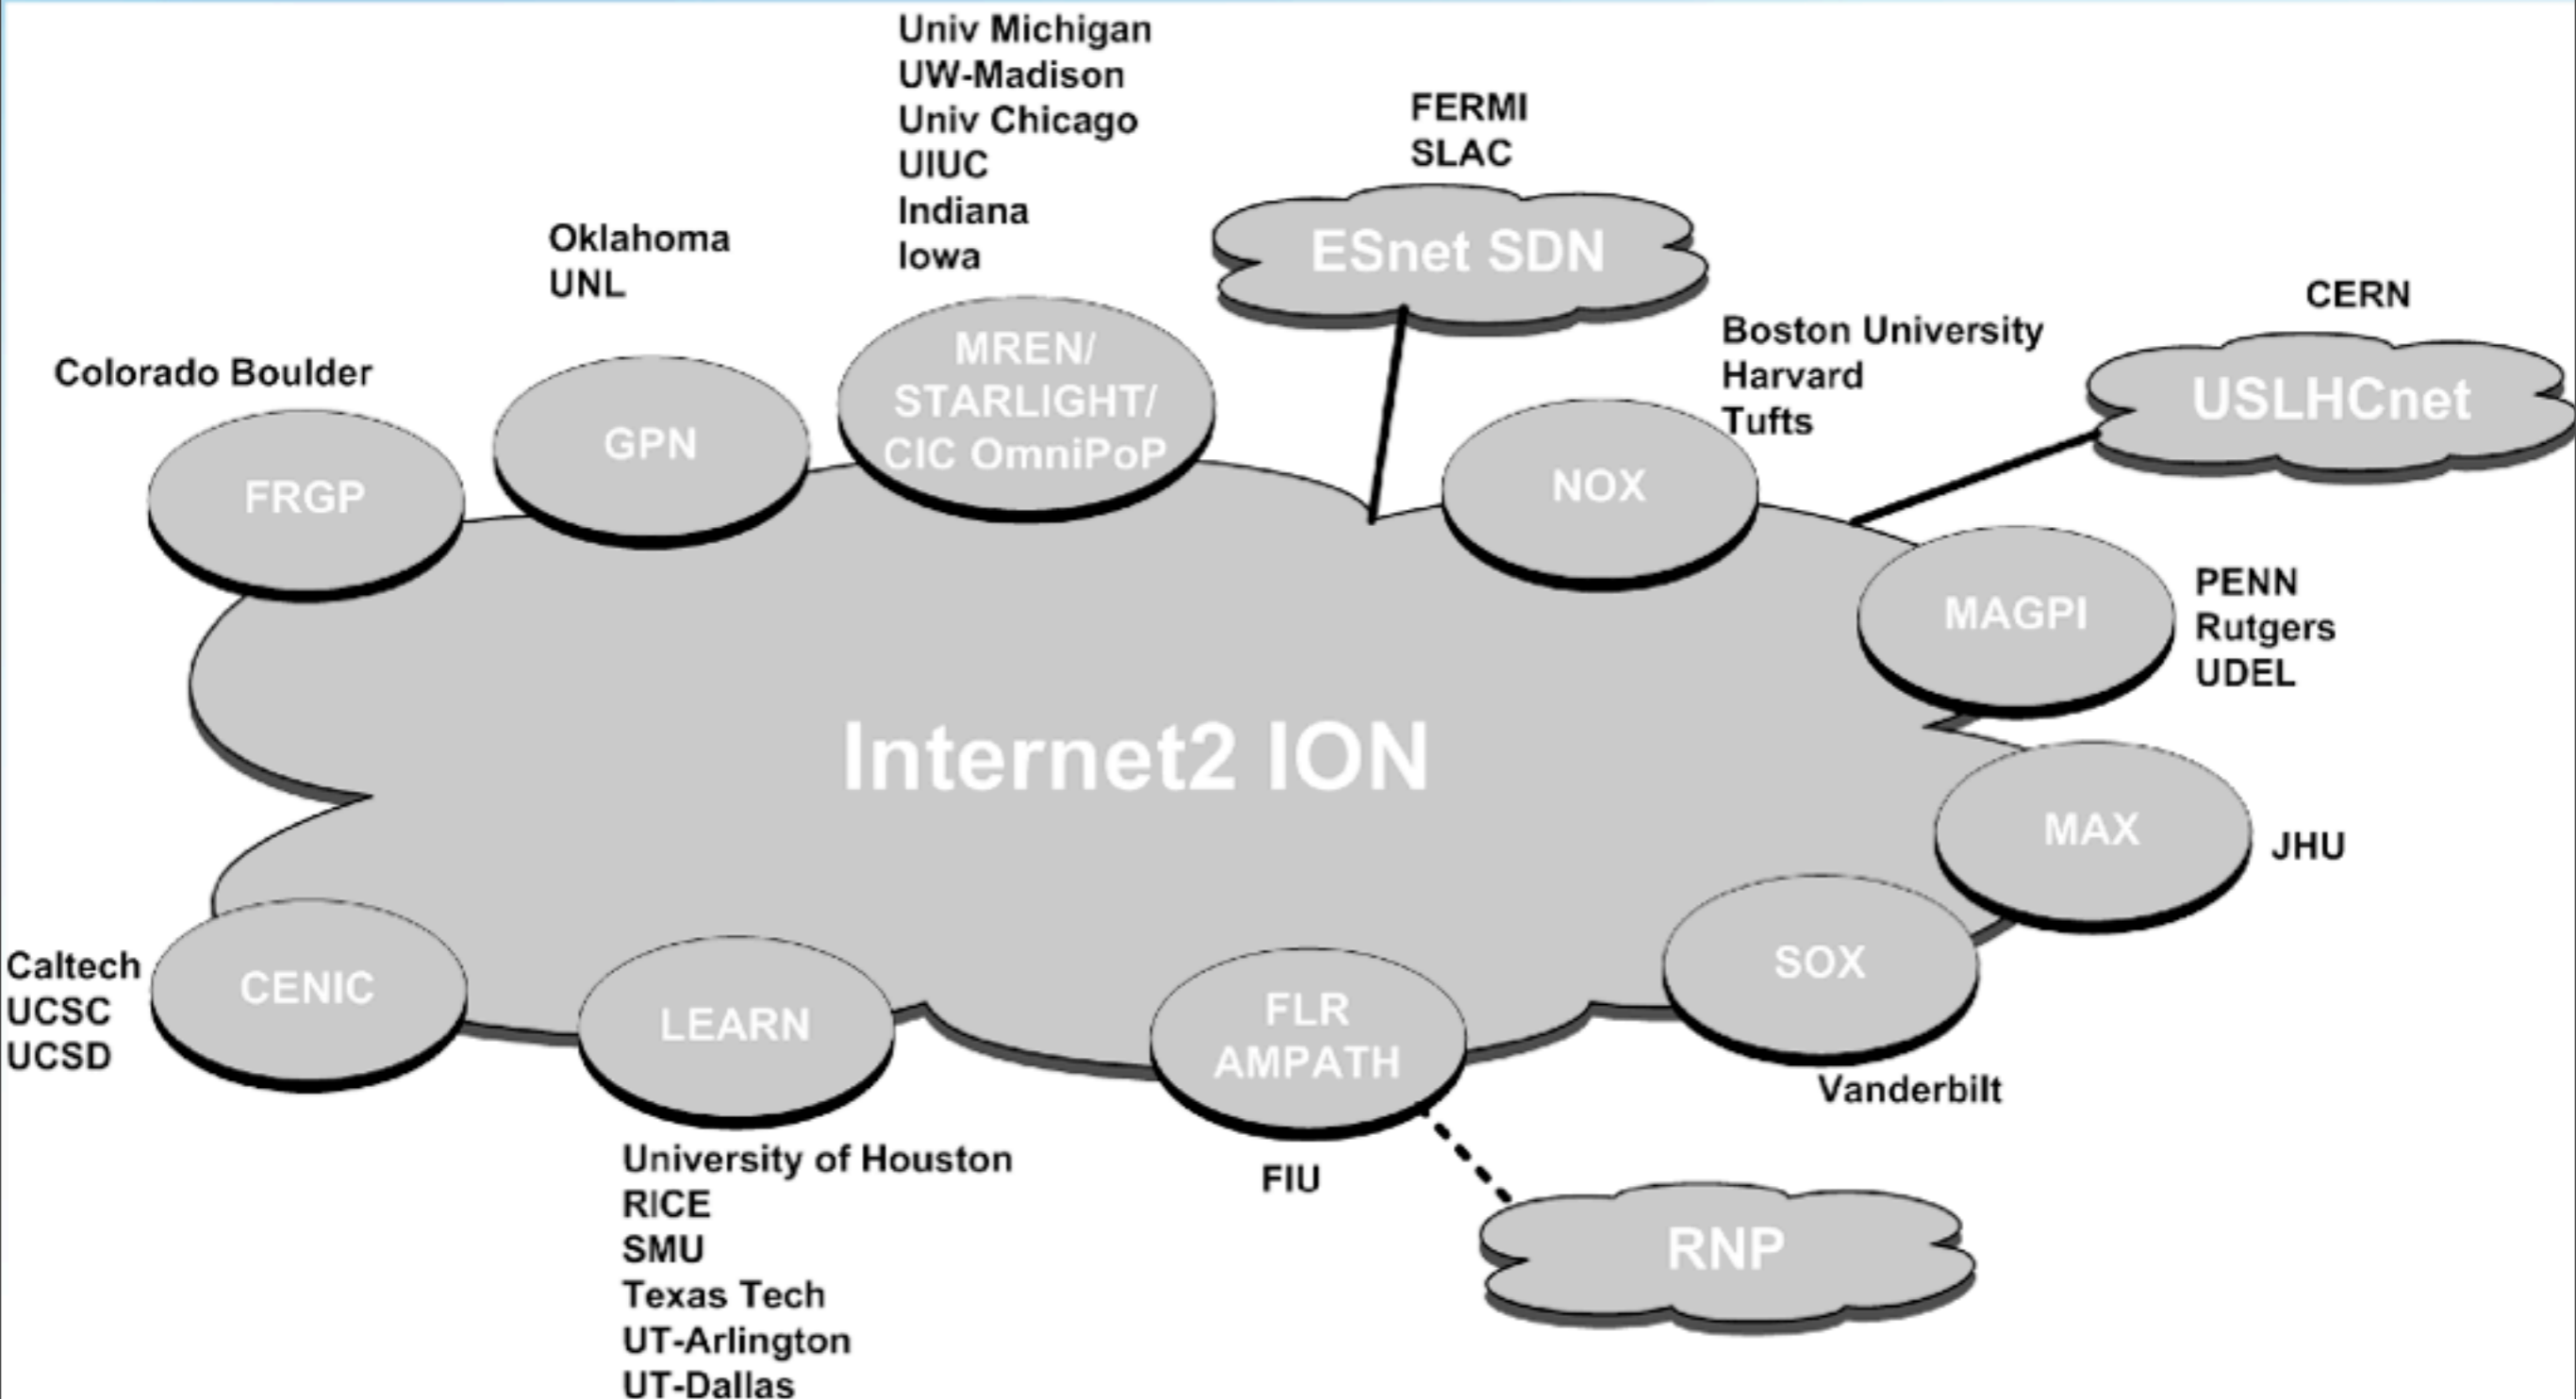 Univ Michigan
UW-Madison
Univ Chicago
UIUC
Indiana
Iowa
FERMI
SLAC
ESnet SDN
Oklahoma
UNL
CERN
USLHCnet
Boston University
Harvard
Tufts
Colorado Boulder
FRGP
GPN
MREN/
STARLIGHT/
CIC OmniPoP
NOX
MAGPI
PENN
Rutgers
UDEL
Internet2 ION
MAX
JHU
Caltech
UCSC
UCSD
CENIC
LEARN
FLR
AMPATH
SOX
Vanderbilt
University of Houston
RICE
SMU
Texas Tech
UT-Arlington
UT-Dallas
FIU
RNP